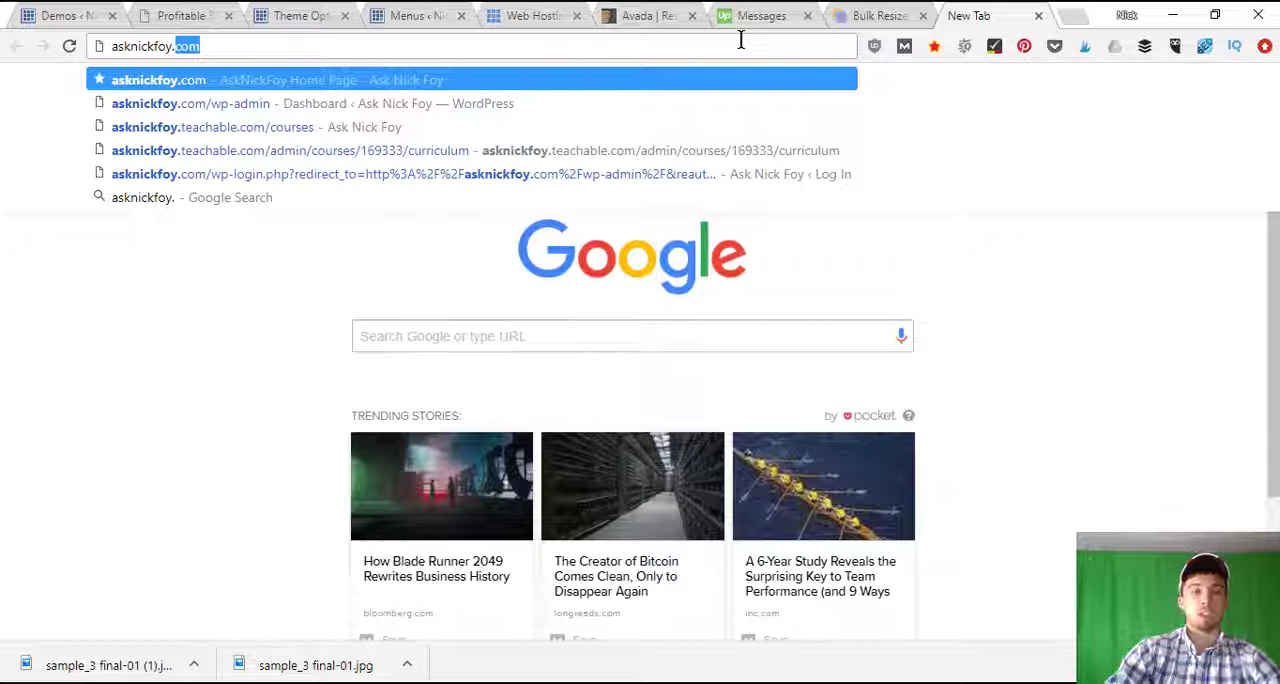 Demos ‹ N
Profitable B
Theme Opt
Menus ‹ Ni
Web Hostin
Avada | Re
Up
Messages
Bulk Resize
New Tab
Nick
asknickfoy.com
asknickfoy.com - AskNickFoy Home Page - Ask Nick Foy
asknickfoy.com/wp-admin - Dashboard ‹ Ask Nick Foy — WordPress
asknickfoy.teachable.com/courses - Ask Nick Foy
asknickfoy.teachable.com/admin/courses/169333/curriculum - asknickfoy.teachable.com/admin/courses/169333/curriculum
asknickfoy.com/wp-login.php?redirect_to=http%3A%2F%2Fasknickfoy.com%2Fwp-admin%2F&reaut... - Ask Nick Foy ‹ Log In
asknickfoy. - Google Search
Google
Search Google or type URL
TRENDING STORIES:
by pocket
How Blade Runner 2049
Rewrites Business History
bloomberg.com
The Creator of Bitcoin
Comes Clean, Only to
Disappear Again
longreads.com
A 6-Year Study Reveals the
Surprising Key to Team
Performance (and 9 Ways
inc.com
sample_3 final-01 (1).j...
sample_3 final-01.jpg